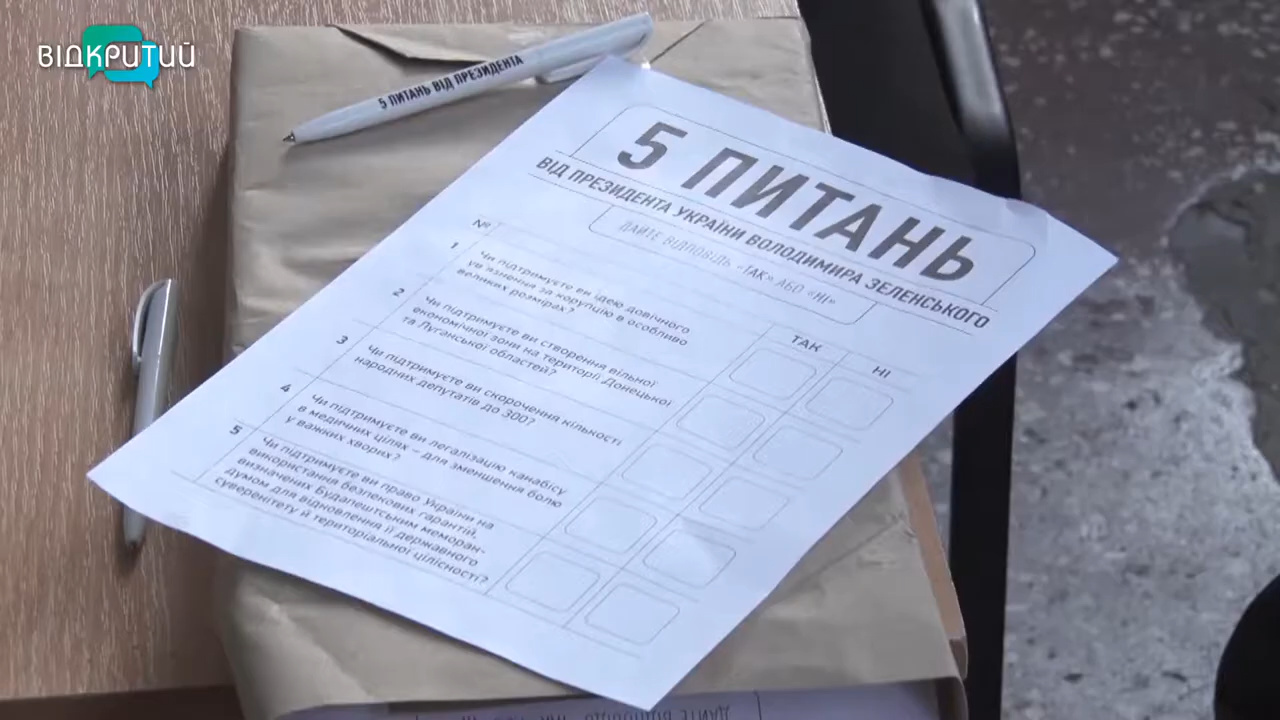 ВІДКРИТИЙ
5 ПИТАНЬ ВІД ПРЕЗИДЕНТА
5 ПИТАНЬ
ВІД ПРЕЗИДЕНТА УКРАЇНИ ВОЛОДИМИРА ЗЕЛЕНСЬКОГО
ДАЙТЕ ВІДПОВІДЬ «ТАК» АБО «НІ»
№
ТАК
НІ
1
Чи підтримуєте ви ідею довічного
ув'язнення за корупцію в особливо
великих розмірах?
2
Чи підтримуєте ви створення вільної
економічної зони на території Донецької
та Луганської областей?
3
Чи підтримуєте ви скорочення кількості
народних депутатів до 300?
4
Чи підтримуєте ви легалізацію канабісу
в медичних цілях – для зменшення болю
у важких хворих?
5
Чи підтримуєте ви право України на
використання безпекових гарантій,
визначених Будапештським меморан-
думом для відновлення її державного
суверенітету й територіальної цілісності?